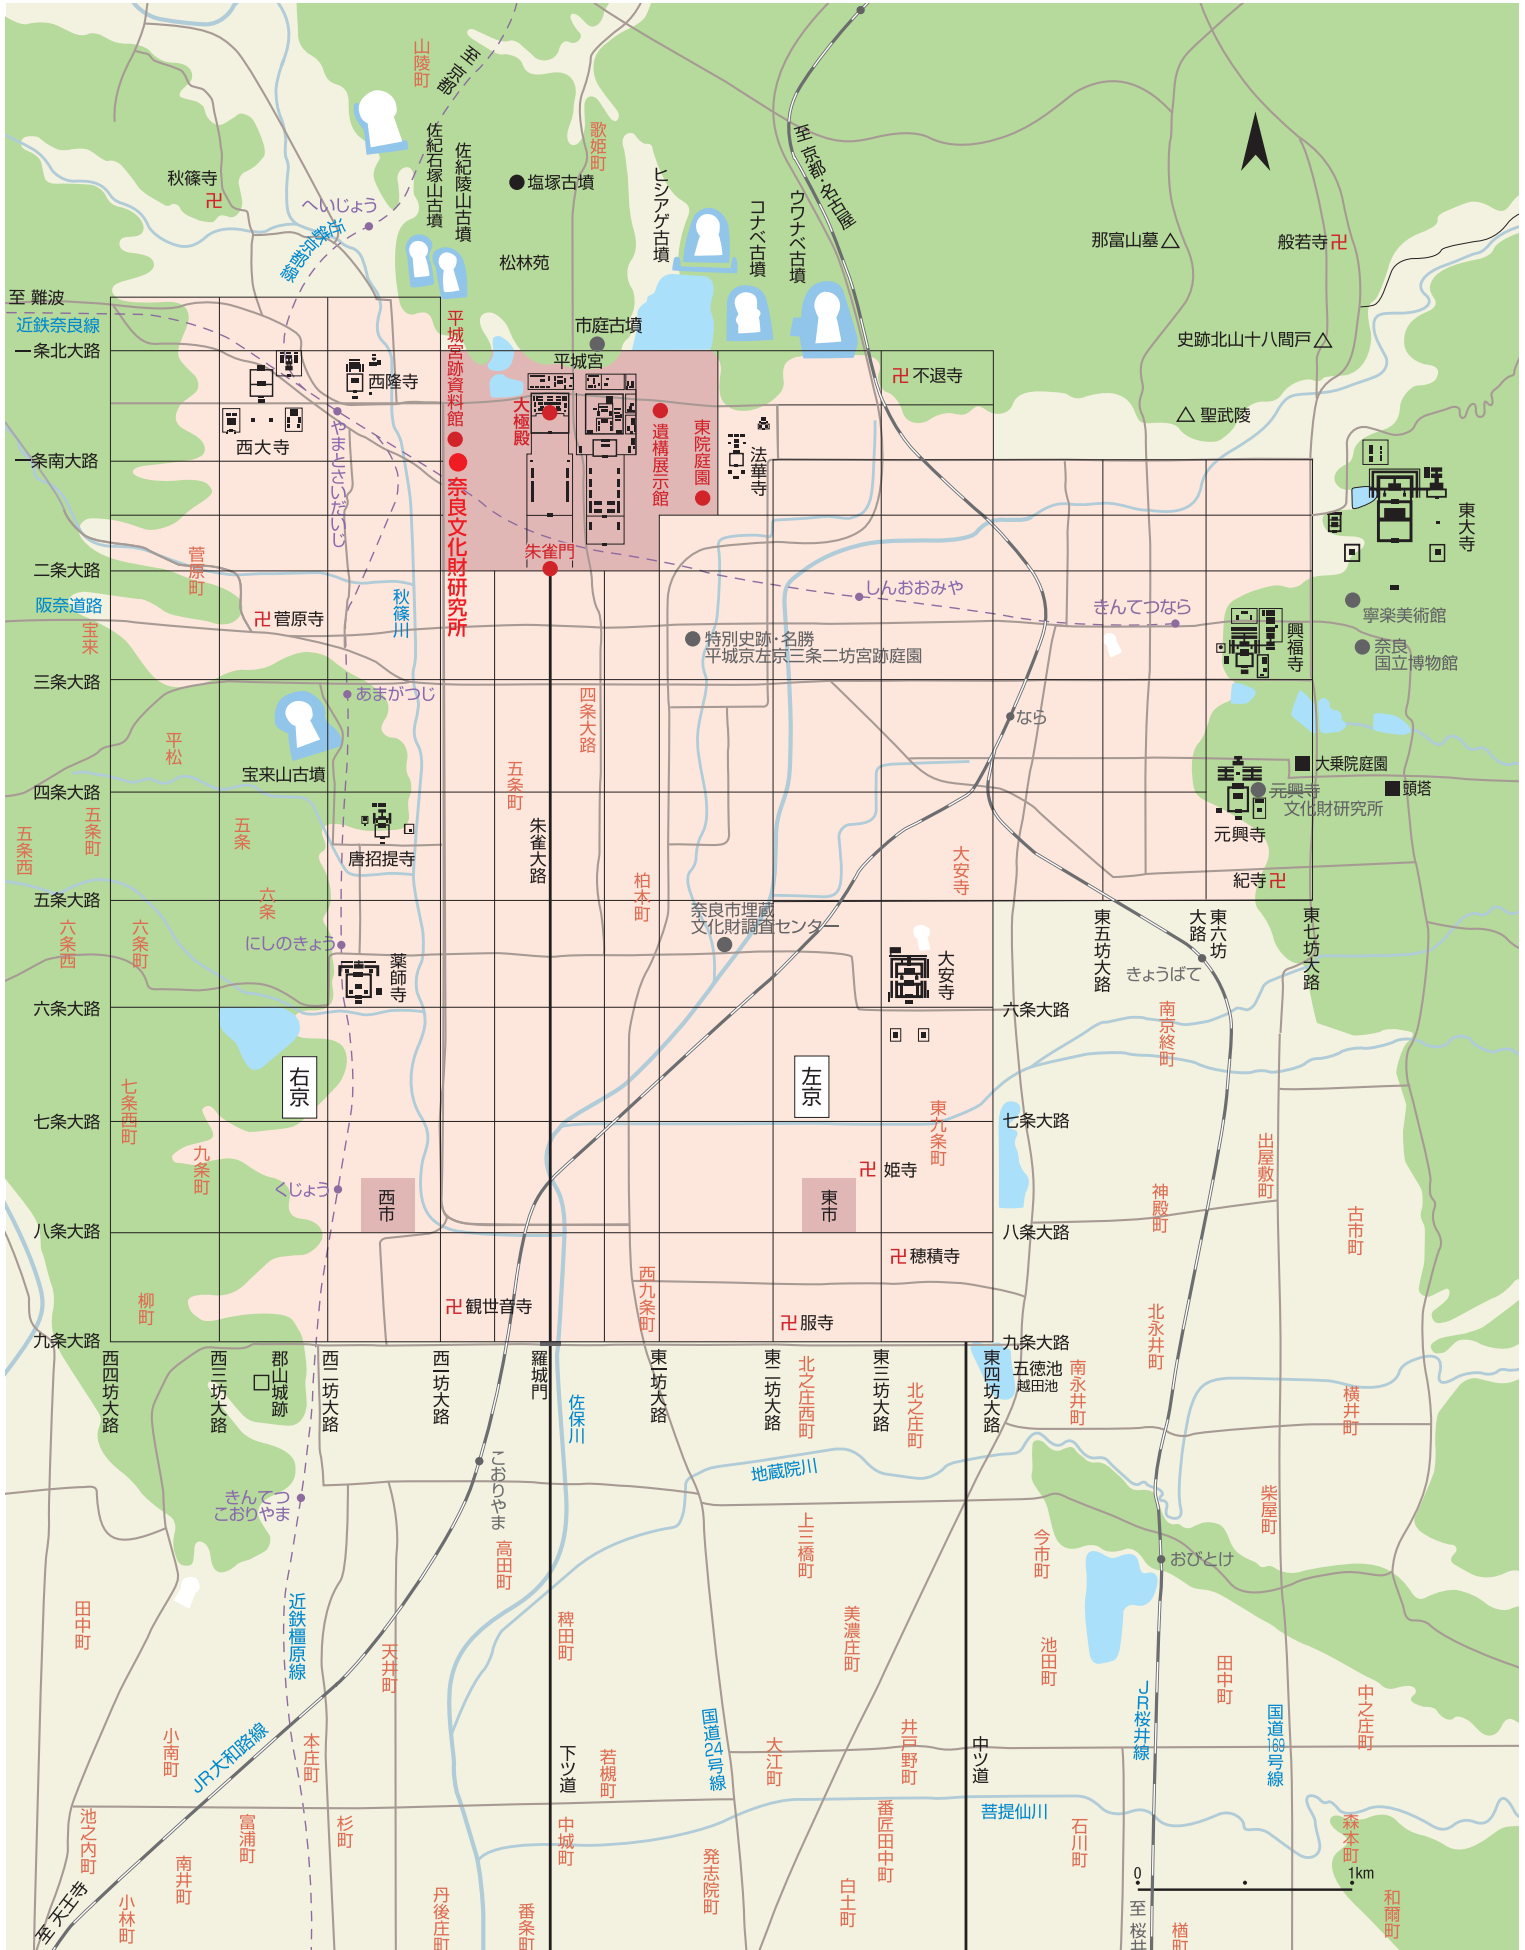 山陵町
至 京都
佐紀石塚山古墳
佐紀陵山古墳
歌姫町
塩塚古墳
ヒシアゲ古墳
コナベ古墳
ウワナベ古墳
至 京都・名古屋
秋篠寺
へいじょう
近鉄京都線
松林苑
那富山墓
般若寺
至 難波
近鉄奈良線
一条北大路
平城宮跡資料館
市庭古墳
平城宮
史跡北山十八間戸
西隆寺
不退寺
西大寺
やまとさいだいじ
大極殿
遺構展示館
東院庭園
法華寺
聖武陵
一条南大路
奈良文化財研究所
東大寺
朱雀門
菅原町
二条大路
阪奈道路
宝来
菅原寺
秋篠川
しんおおみや
きんてつなら
寧楽美術館
特別史跡・名勝
平城京左京三条二坊宮跡庭園
興福寺
奈良
国立博物館
三条大路
あまがつじ
四条大路
なら
平松
宝来山古墳
五条町
大乗院庭園
四条大路
頭塔
元興寺
文化財研究所
五条西
五条町
五条
朱雀大路
元興寺
唐招提寺
大安寺
柏本町
紀寺
五条大路
六条
奈良市埋蔵
文化財調査センター
六条西
六条町
にしのきょう
東五坊大路
東六坊
大路
東七坊大路
薬師寺
大安寺
きょうばて
六条大路
六条大路
南京終町
右京
左京
七条西町
七条大路
東九条町
七条大路
九条町
出屋敷町
姫寺
くじょう
西市
東市
神殿町
古市町
八条大路
八条大路
穂積寺
柳町
西九条町
観世音寺
服寺
北永井町
九条大路
九条大路
西四坊大路
西三坊大路
郡山城跡
西二坊大路
西一坊大路
羅城門
東一坊大路
東二坊大路
北之庄西町
東三坊大路
北之庄町
東四坊大路
五徳池
越田池
南永井町
横井町
佐保川
こおりやま
地蔵院川
きんてつ
こおりやま
柴屋町
高田町
上三橋町
今市町
おびとけ
近鉄橿原線
田中町
稗田町
美濃庄町
天井町
池田町
田中町
JR桜井線
中之庄町
国道24号線
国道169号線
小南町
JR大和路線
本庄町
下ツ道
若槻町
大江町
井戸野町
中ツ道
池之内町
富浦町
杉町
中城町
番匠田中町
菩提仙川
石川町
森本町
南井町
発志院町
0
1km
至 天王寺
小林町
丹後庄町
番条町
白土町
至 桜井
楢町
和爾町